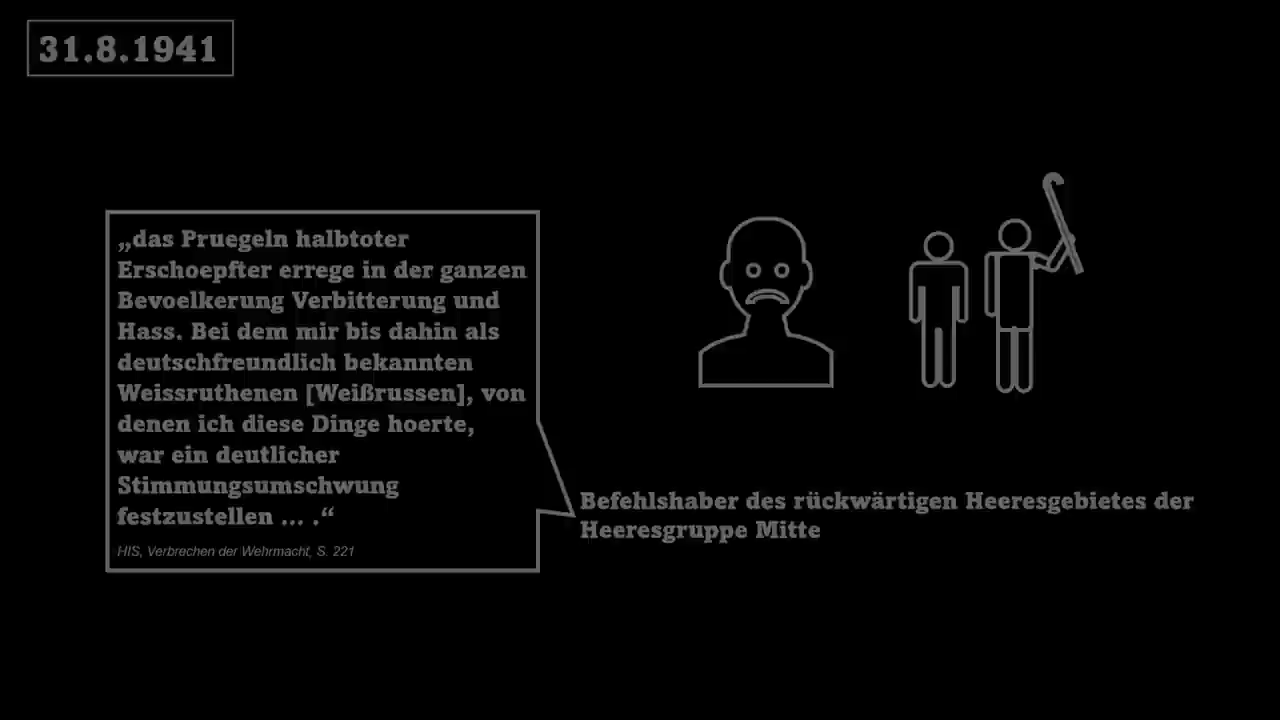 31.8.1941
„das Pruegeln halbtoter
Erschoepfter errege in der ganzen
Bevoelkerung Verbitterung und
Hass. Bei dem mir bis dahin als
deutschfreundlich bekannten
Weissruthenen [Weißrussen], von
denen ich diese Dinge hoerte,
war ein deutlicher
Stimmungsumschwung
festzustellen ... .“
HIS, Verbrechen der Wehrmacht, S. 221
Befehlshaber des rückwärtigen Heeresgebietes der
Heeresgruppe Mitte